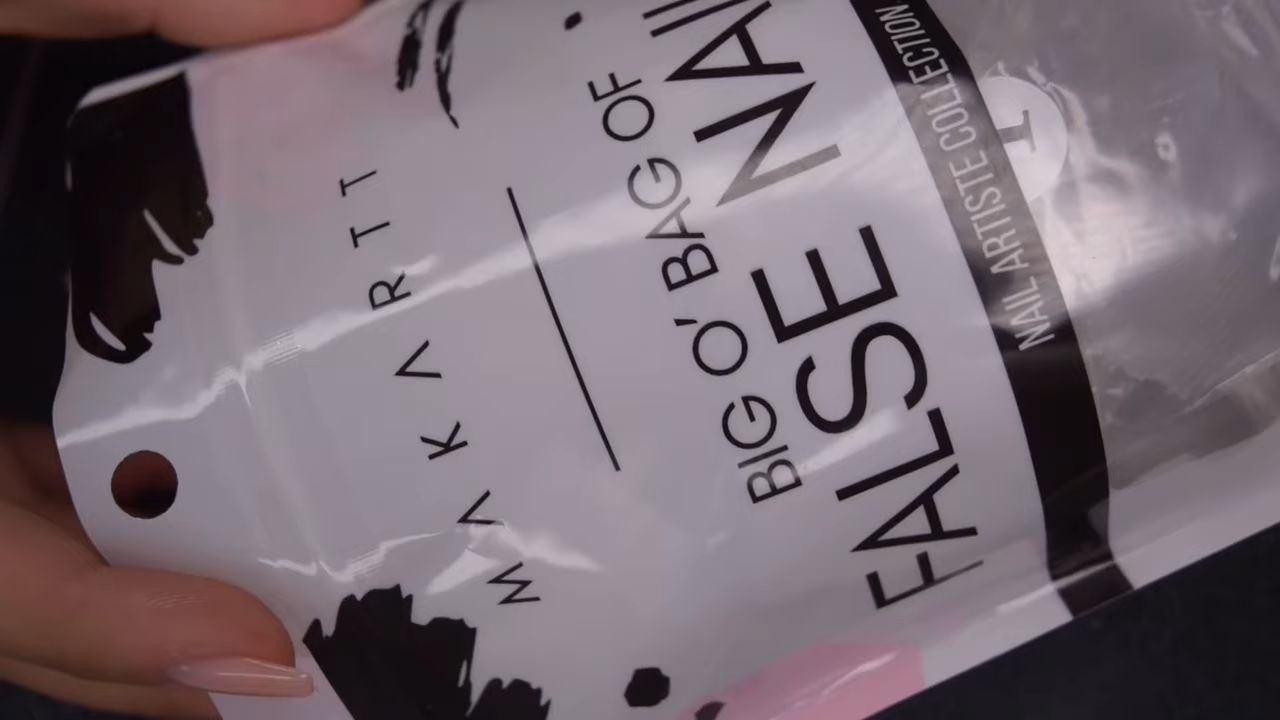 MAKARTT
BIG O' BAG OF
FALSE NAI
NAIL ARTISTE COLLECTION